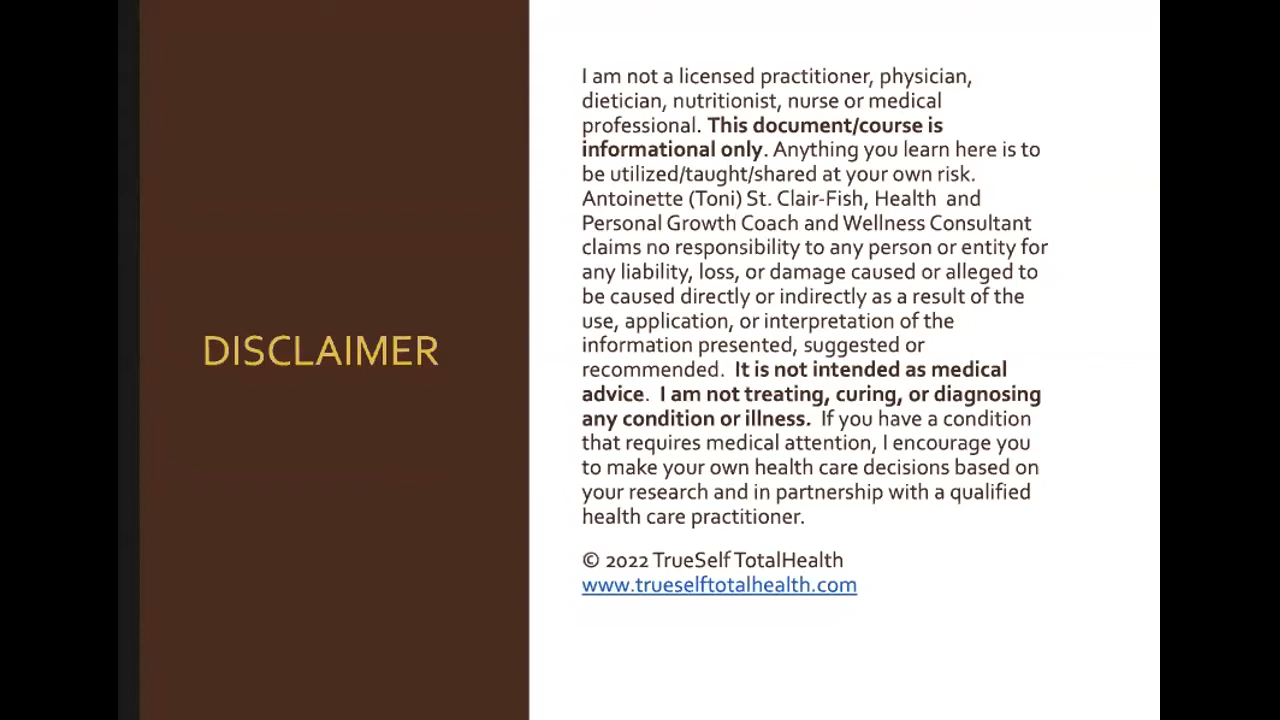 DISCLAIMER
I am not a licensed practitioner, physician,
dietician, nutritionist, nurse or medical
professional. This document/course is
informational only. Anything you learn here is to
be utilized/taught/shared at your own risk.
Antoinette (Toni) St. Clair-Fish, Health and
Personal Growth Coach and Wellness Consultant
claims no responsibility to any person or entity for
any liability, loss, or damage caused or alleged to
be caused directly or indirectly as a result of the
use, application, or interpretation of the
information presented, suggested or
recommended. It is not intended as medical
advice. I am not treating, curing, or diagnosing
any condition or illness. If you have a condition
that requires medical attention, I encourage you
to make your own health care decisions based on
your research and in partnership with a qualified
health care practitioner.
© 2022 TrueSelf TotalHealth
www.trueselftotalhealth.com